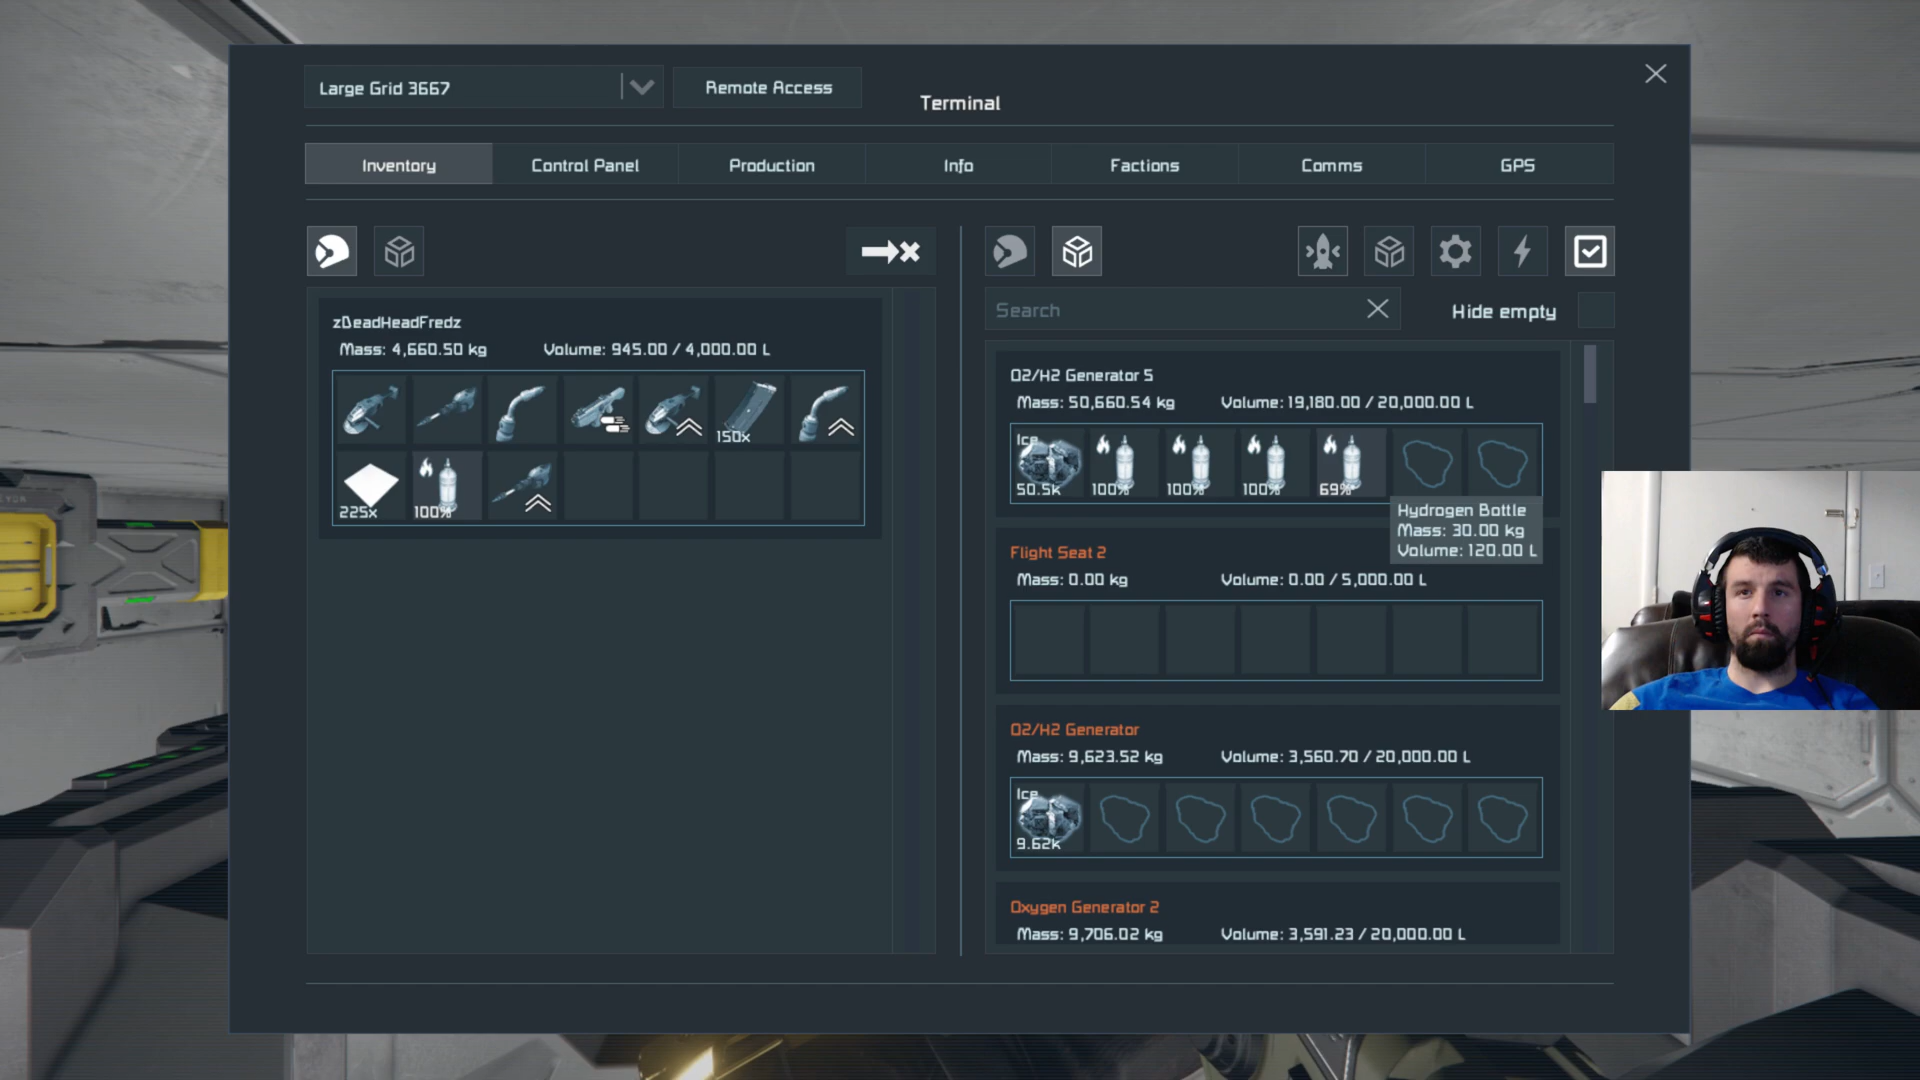 Large Grid 3667
Remote Access
Terminal
Inventory
Control Panel
Production
Info
Factions
Comms
GPS
zDeadHeadFredz
Mass: 4,660.50 kg
Volume: 945.00 / 4,000.00 L
150x
225x
100%
Search
Hide empty
O2/H2 Generator 5
Mass: 50,660.54 kg
Volume: 19,180.00 / 20,000.00 L
Ice
50.5k
100%
100%
100%
69%
Hydrogen Bottle
Mass: 30.00 kg
Volume: 120.00 L
Flight Seat 2
Mass: 0.00 kg
Volume: 0.00 / 5,000.00 L
O2/H2 Generator
Mass: 9,623.52 kg
Volume: 3,560.70 / 20,000.00 L
Ice
9.62k
Oxygen Generator 2
Mass: 9,706.02 kg
Volume: 3,591.23 / 20,000.00 L